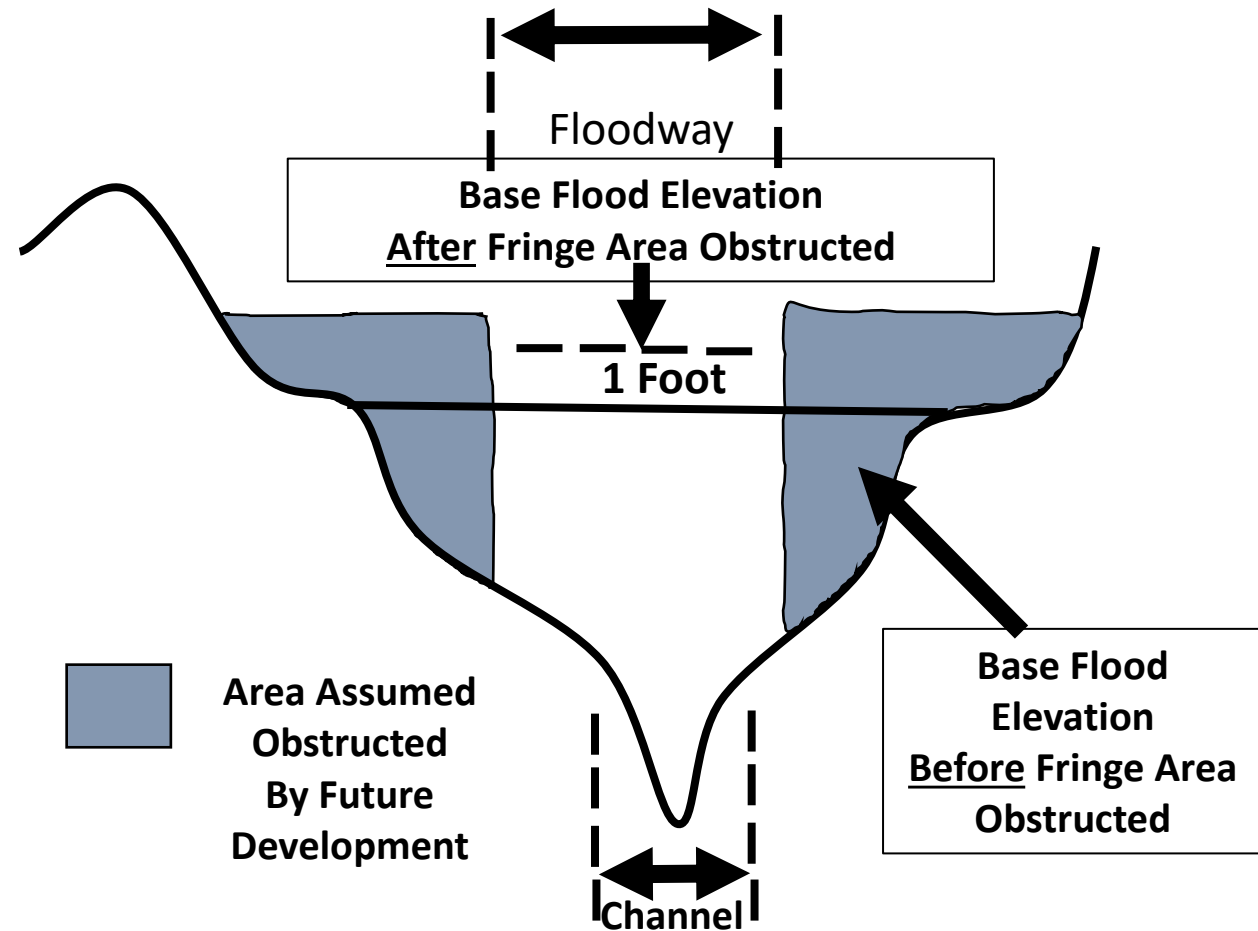 Floodway
Base Flood Elevation
After Fringe Area Obstructed
1 Foot
Area Assumed
Obstructed
By Future
Development
Base Flood
Elevation
Before Fringe Area
Obstructed
Channel